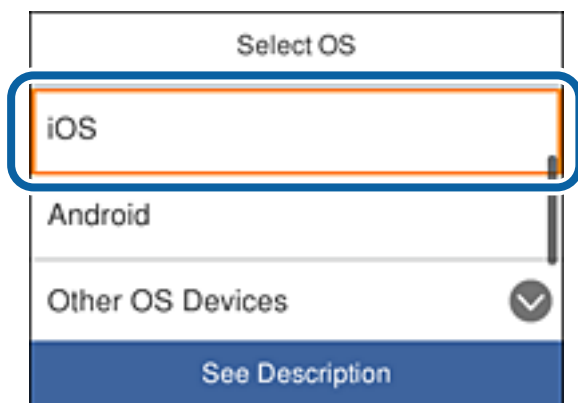 Select OS
iOS
Android
Other OS Devices
See Description